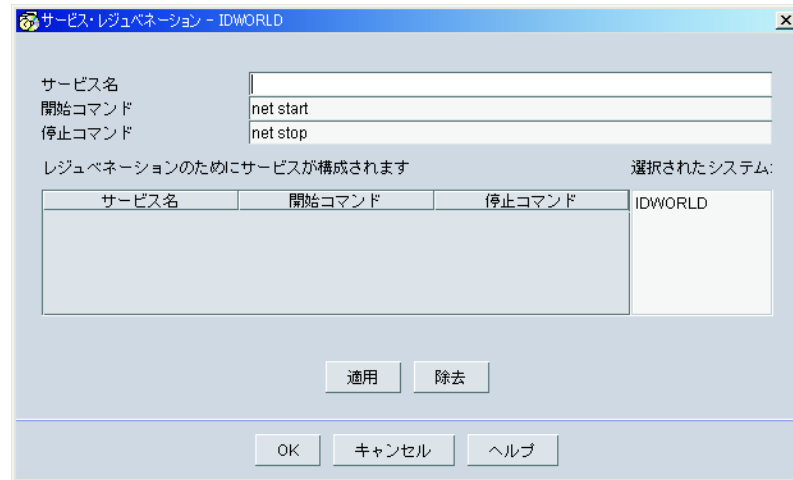 サービス・レジュベネーション - IDWORLD
サービス名
開始コマンド net start
停止コマンド net stop
レジュベネーションのためにサービスが構成されます 選択されたシステム:
サービス名 開始コマンド 停止コマンド IDWORLD
適用 除去
OK キャンセル ヘルプ